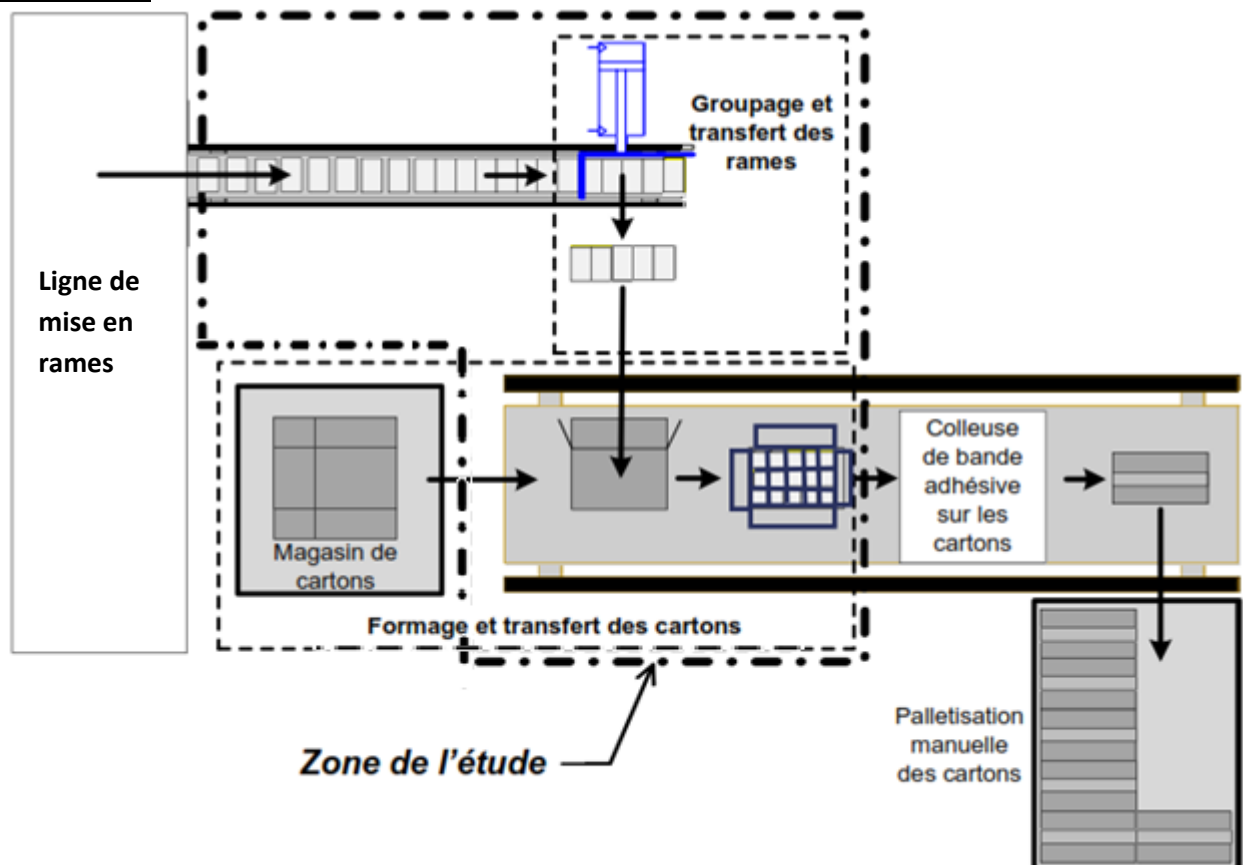 Groupage et
transfert des
rames
Ligne de
mise en
rames
Magasin de
cartons
Colleuse
de bande
adhésive
sur les
cartons
Formage et transfert des cartons
Zone de l'étude
Palletisation
manuelle
des cartons